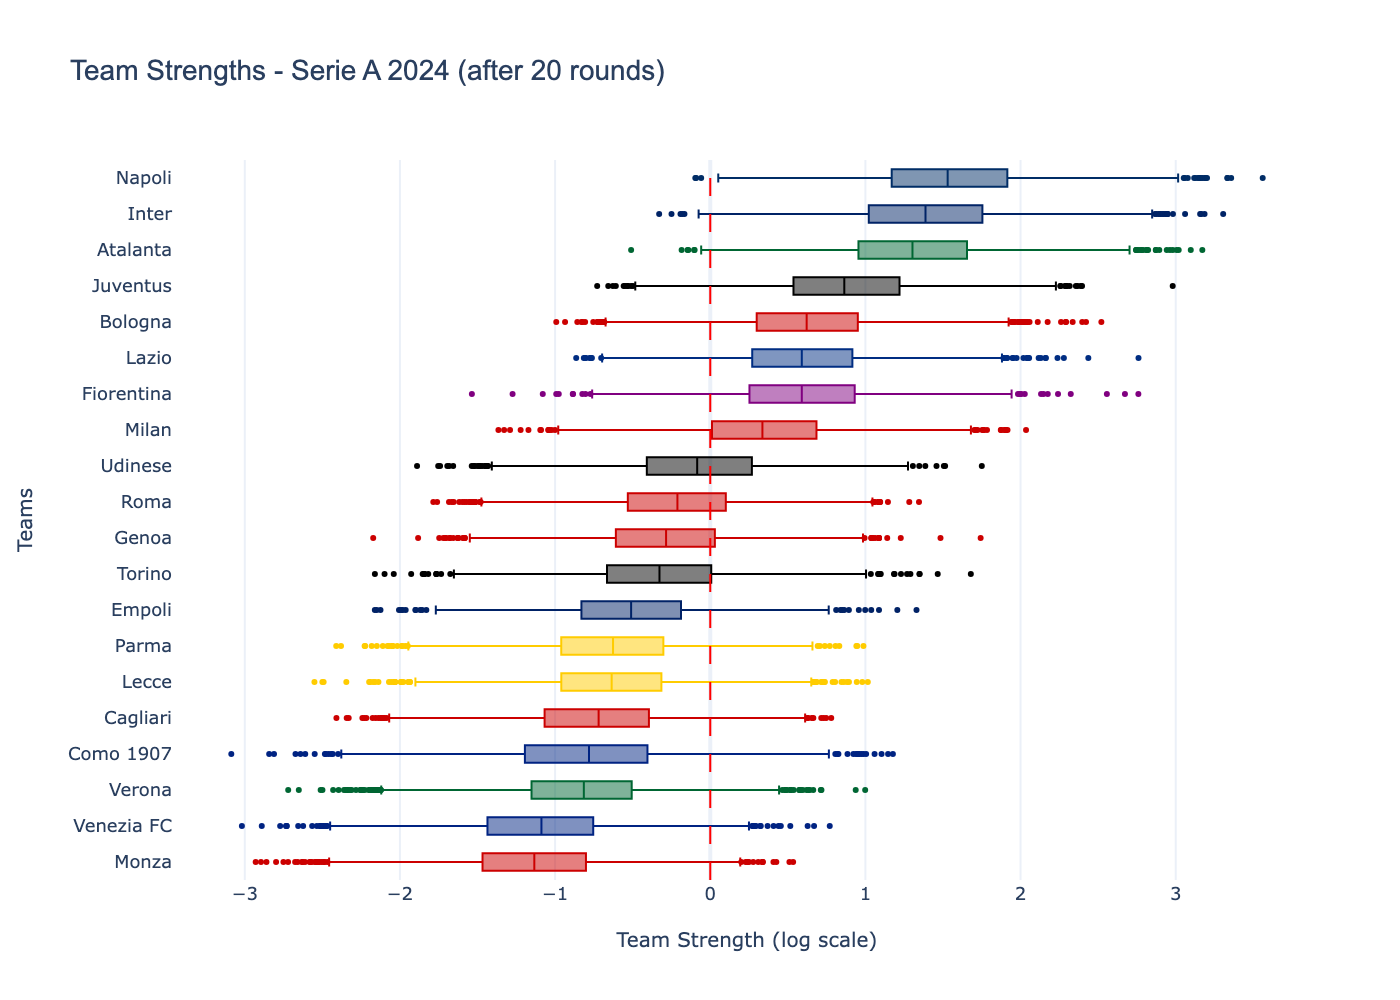 Team Strengths - Serie A 2024 (after 20 rounds)
Teams
Napoli
Inter
Atalanta
Juventus
Bologna
Lazio
Fiorentina
Milan
Udinese
Roma
Genoa
Torino
Empoli
Parma
Lecce
Cagliari
Como 1907
Verona
Venezia FC
Monza
−3 −2 −1 0 1 2 3
Team Strength (log scale)